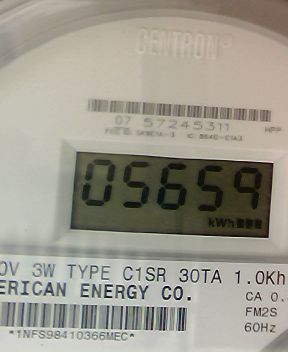 CENTRON®
07 57245311
05659
kWh
0V 3W TYPE C1SR 30TA 1.0Kh
ERICAN ENERGY CO.
CA 0.
FM2S
60Hz
*1NFS98410366MEC*